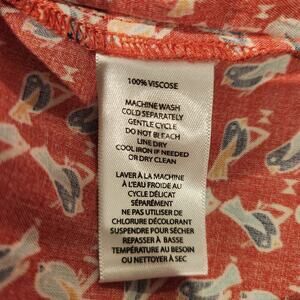 100% VISCOSE
MACHINE WASH
COLD SEPARATELY
GENTLE CYCLE
DO NOT BLEACH
LINE DRY
COOL IRON IF NEEDED
OR DRY CLEAN
LAVER À LA MACHINE
À L'EAU FROIDE AU
CYCLE DÉLICAT
SÉPARÉMENT
NE PAS UTILISER DE
CHLORURE DÉCOLORANT
SUSPENDRE POUR SÉCHER
REPASSER À BASSE
TEMPÉRATURE AU BESOIN
OU NETTOYER À SEC